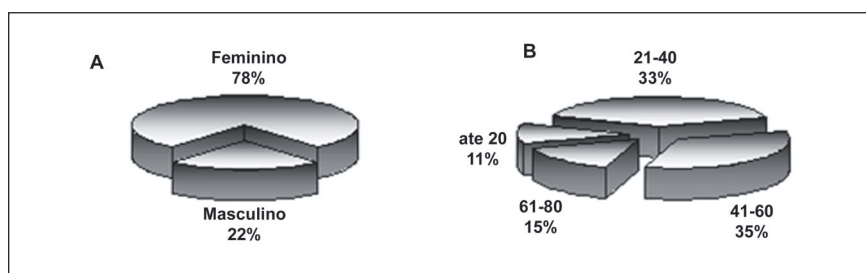 A
Feminino
78%
Masculino
22%
B
21-40
33%
ate 20
11%
61-80
15%
41-60
35%